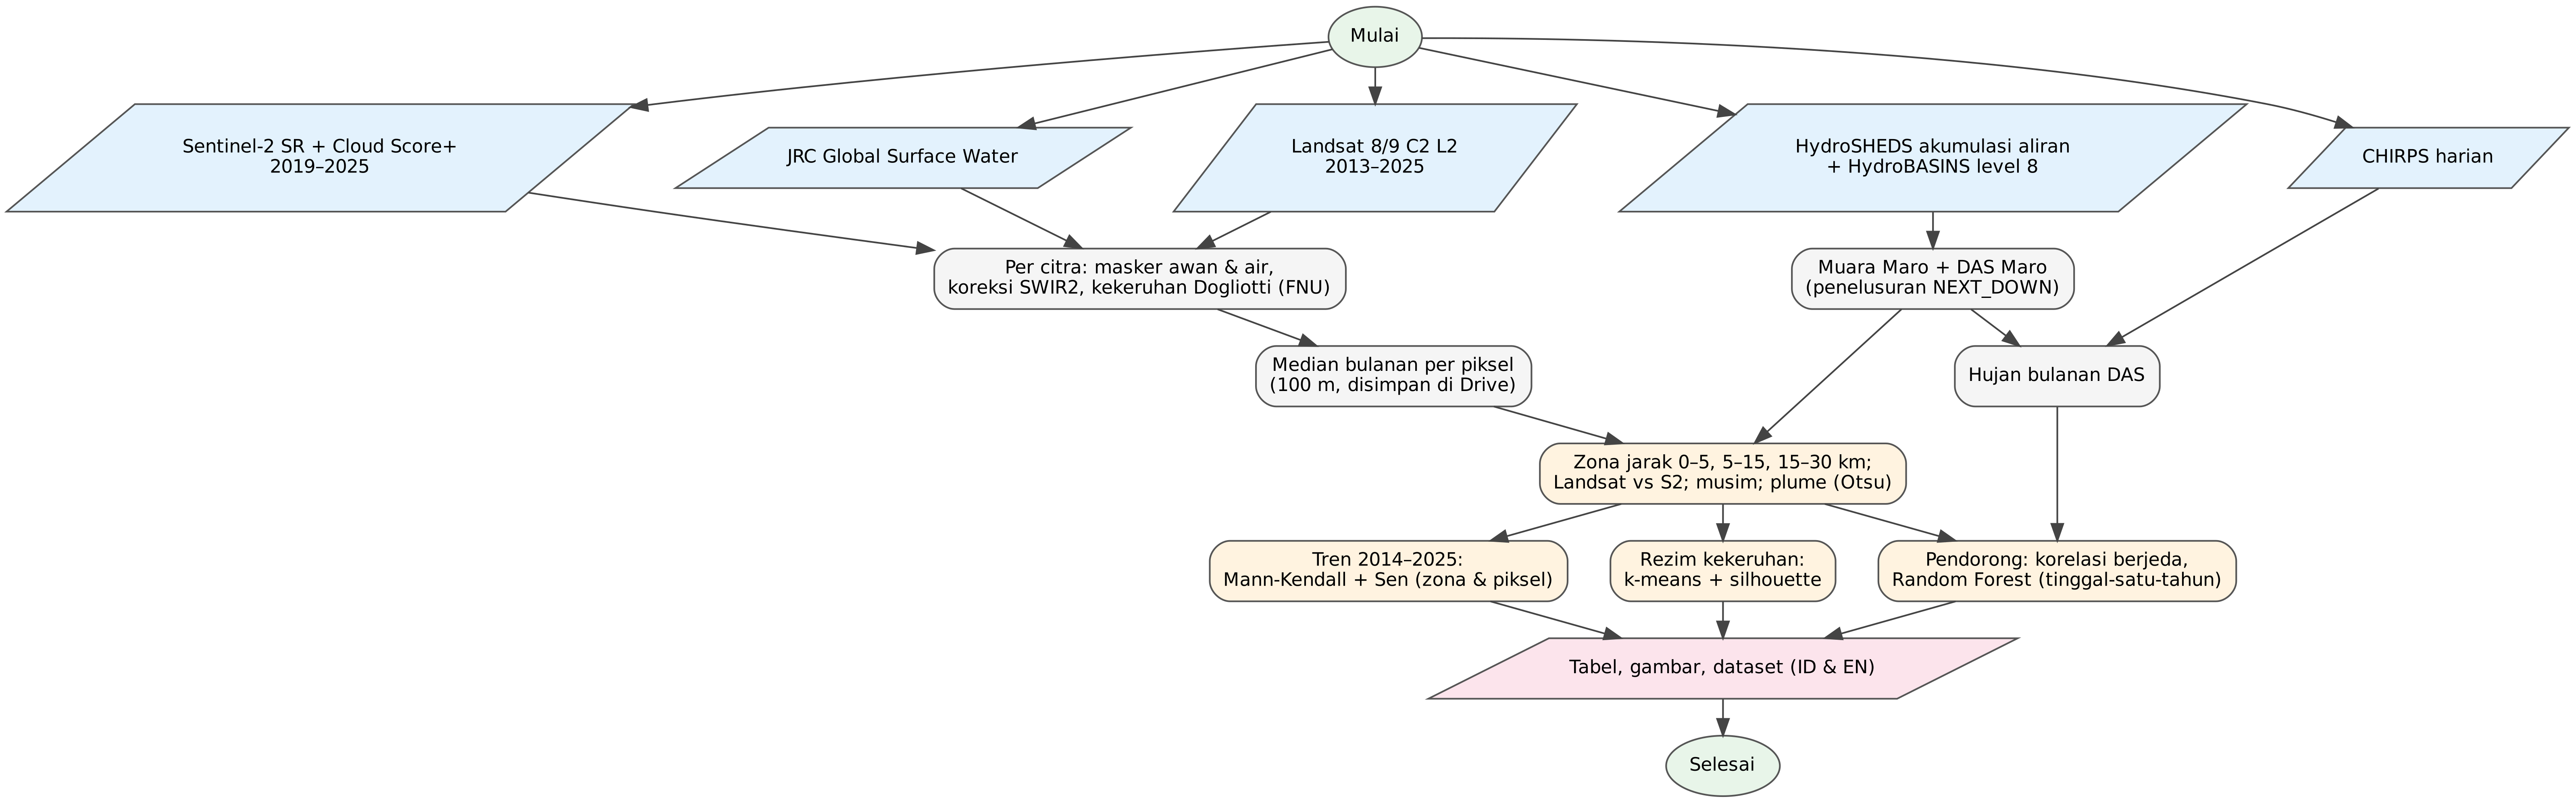 Mulai
Sentinel-2 SR + Cloud Score+
2019–2025
JRC Global Surface Water
Landsat 8/9 C2 L2
2013–2025
HydroSHEDS akumulasi aliran
+ HydroBASINS level 8
CHIRPS harian
Per citra: masker awan & air,
koreksi SWIR2, kekeruhan Dogliotti (FNU)
Muara Maro + DAS Maro
(penelusuran NEXT_DOWN)
Median bulanan per piksel
(100 m, disimpan di Drive)
Hujan bulanan DAS
Zona jarak 0–5, 5–15, 15–30 km;
Landsat vs S2; musim; plume (Otsu)
Tren 2014–2025:
Mann-Kendall + Sen (zona & piksel)
Rezim kekeruhan:
k-means + silhouette
Pendorong: korelasi berjeda,
Random Forest (tinggal-satu-tahun)
Tabel, gambar, dataset (ID & EN)
Selesai